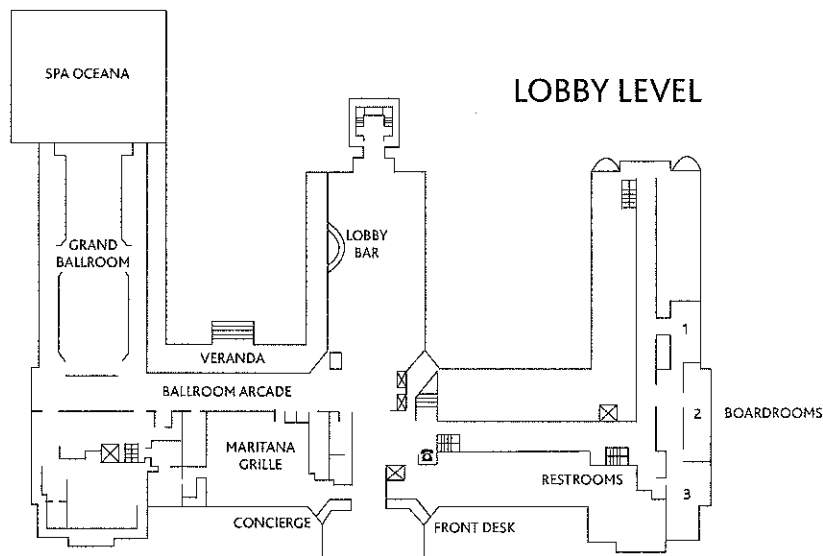 SPA OCEANA
LOBBY LEVEL
GRAND
BALLROOM
LOBBY
BAR
VERANDA
BALLROOM ARCADE
1
2
BOARDROOMS
MARITANA
GRILLE
RESTROOMS
3
CONCIERGE
FRONT DESK